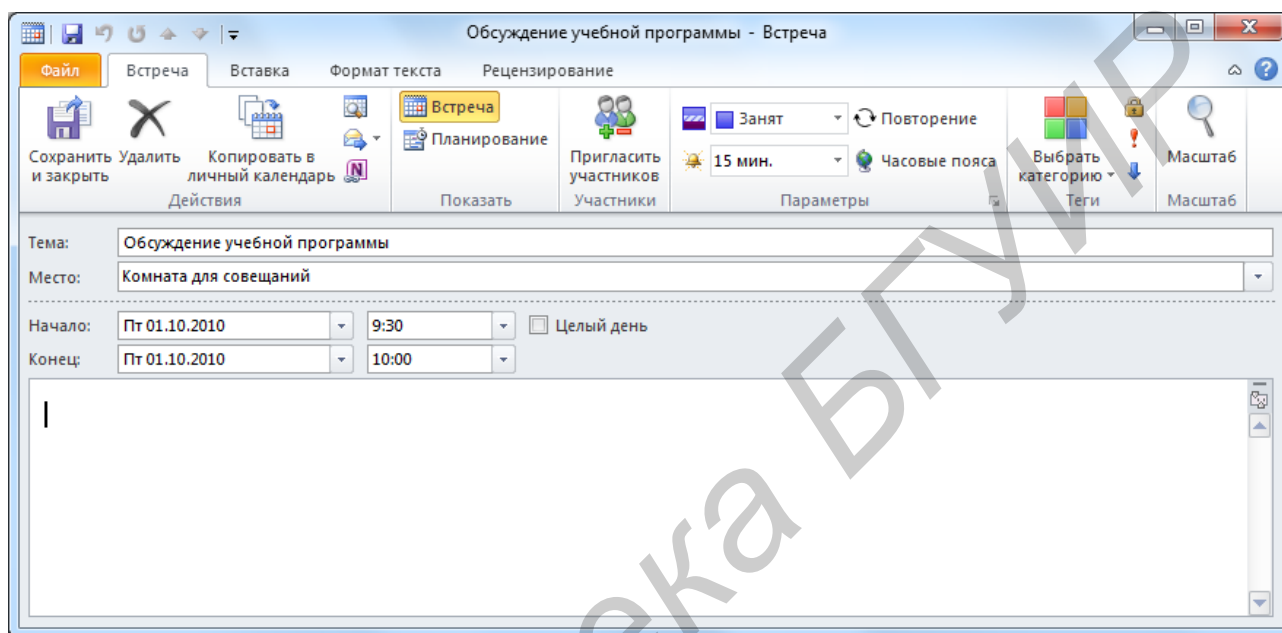 Обсуждение учебной программы - Встреча
Файл Встреча Вставка Формат текста Рецензирование
Сохранить и закрыть
Удалить
Копировать в личный календарь
Действия
Встреча
Планирование
Показать
Пригласить участников
Участники
Занят
Повторение
15 мин.
Часовые пояса
Параметры
Выбрать категорию
Теги
Масштаб
Масштаб
Тема: Обсуждение учебной программы
Место: Комната для совещаний
Начало: Пт 01.10.2010 9:30 Целый день
Конец: Пт 01.10.2010 10:00
ека БГУИР